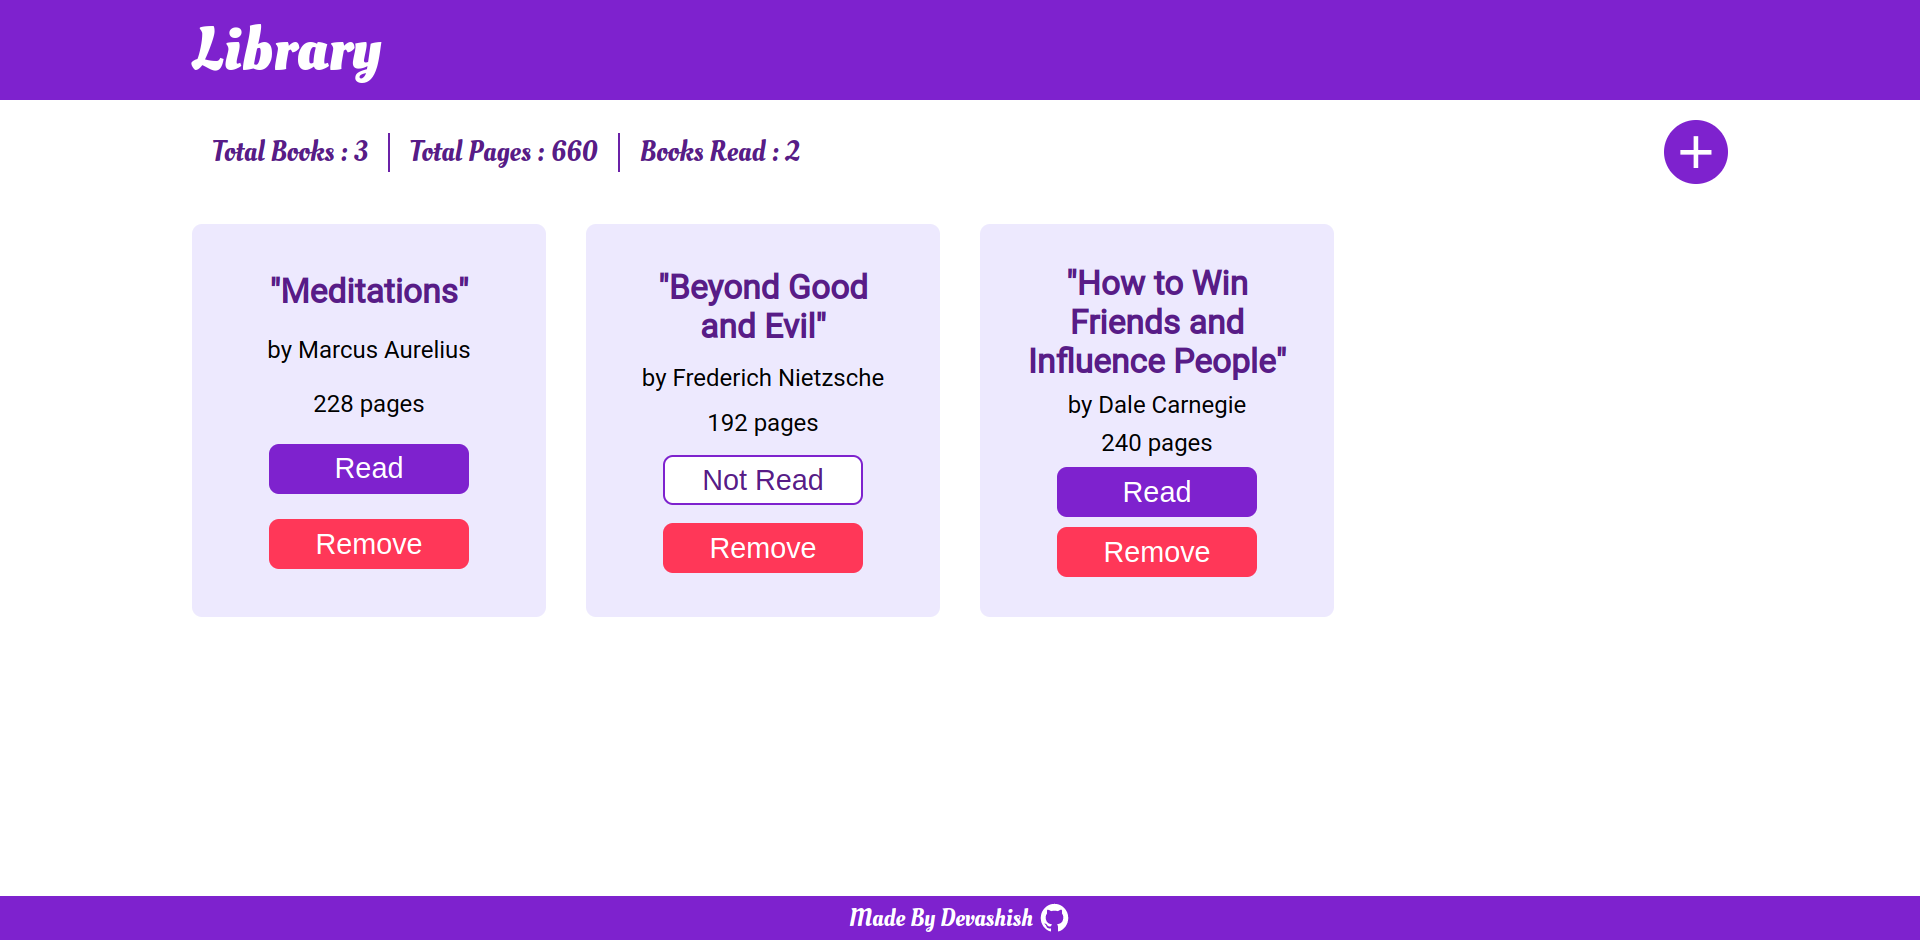 Library
Total Books : 3
Total Pages : 660
Books Read : 2
"Meditations"
by Marcus Aurelius
228 pages
Read
Remove
"Beyond Good
and Evil"
by Frederich Nietzsche
192 pages
Not Read
Remove
"How to Win
Friends and
Influence People"
by Dale Carnegie
240 pages
Read
Remove
Made By Devashish